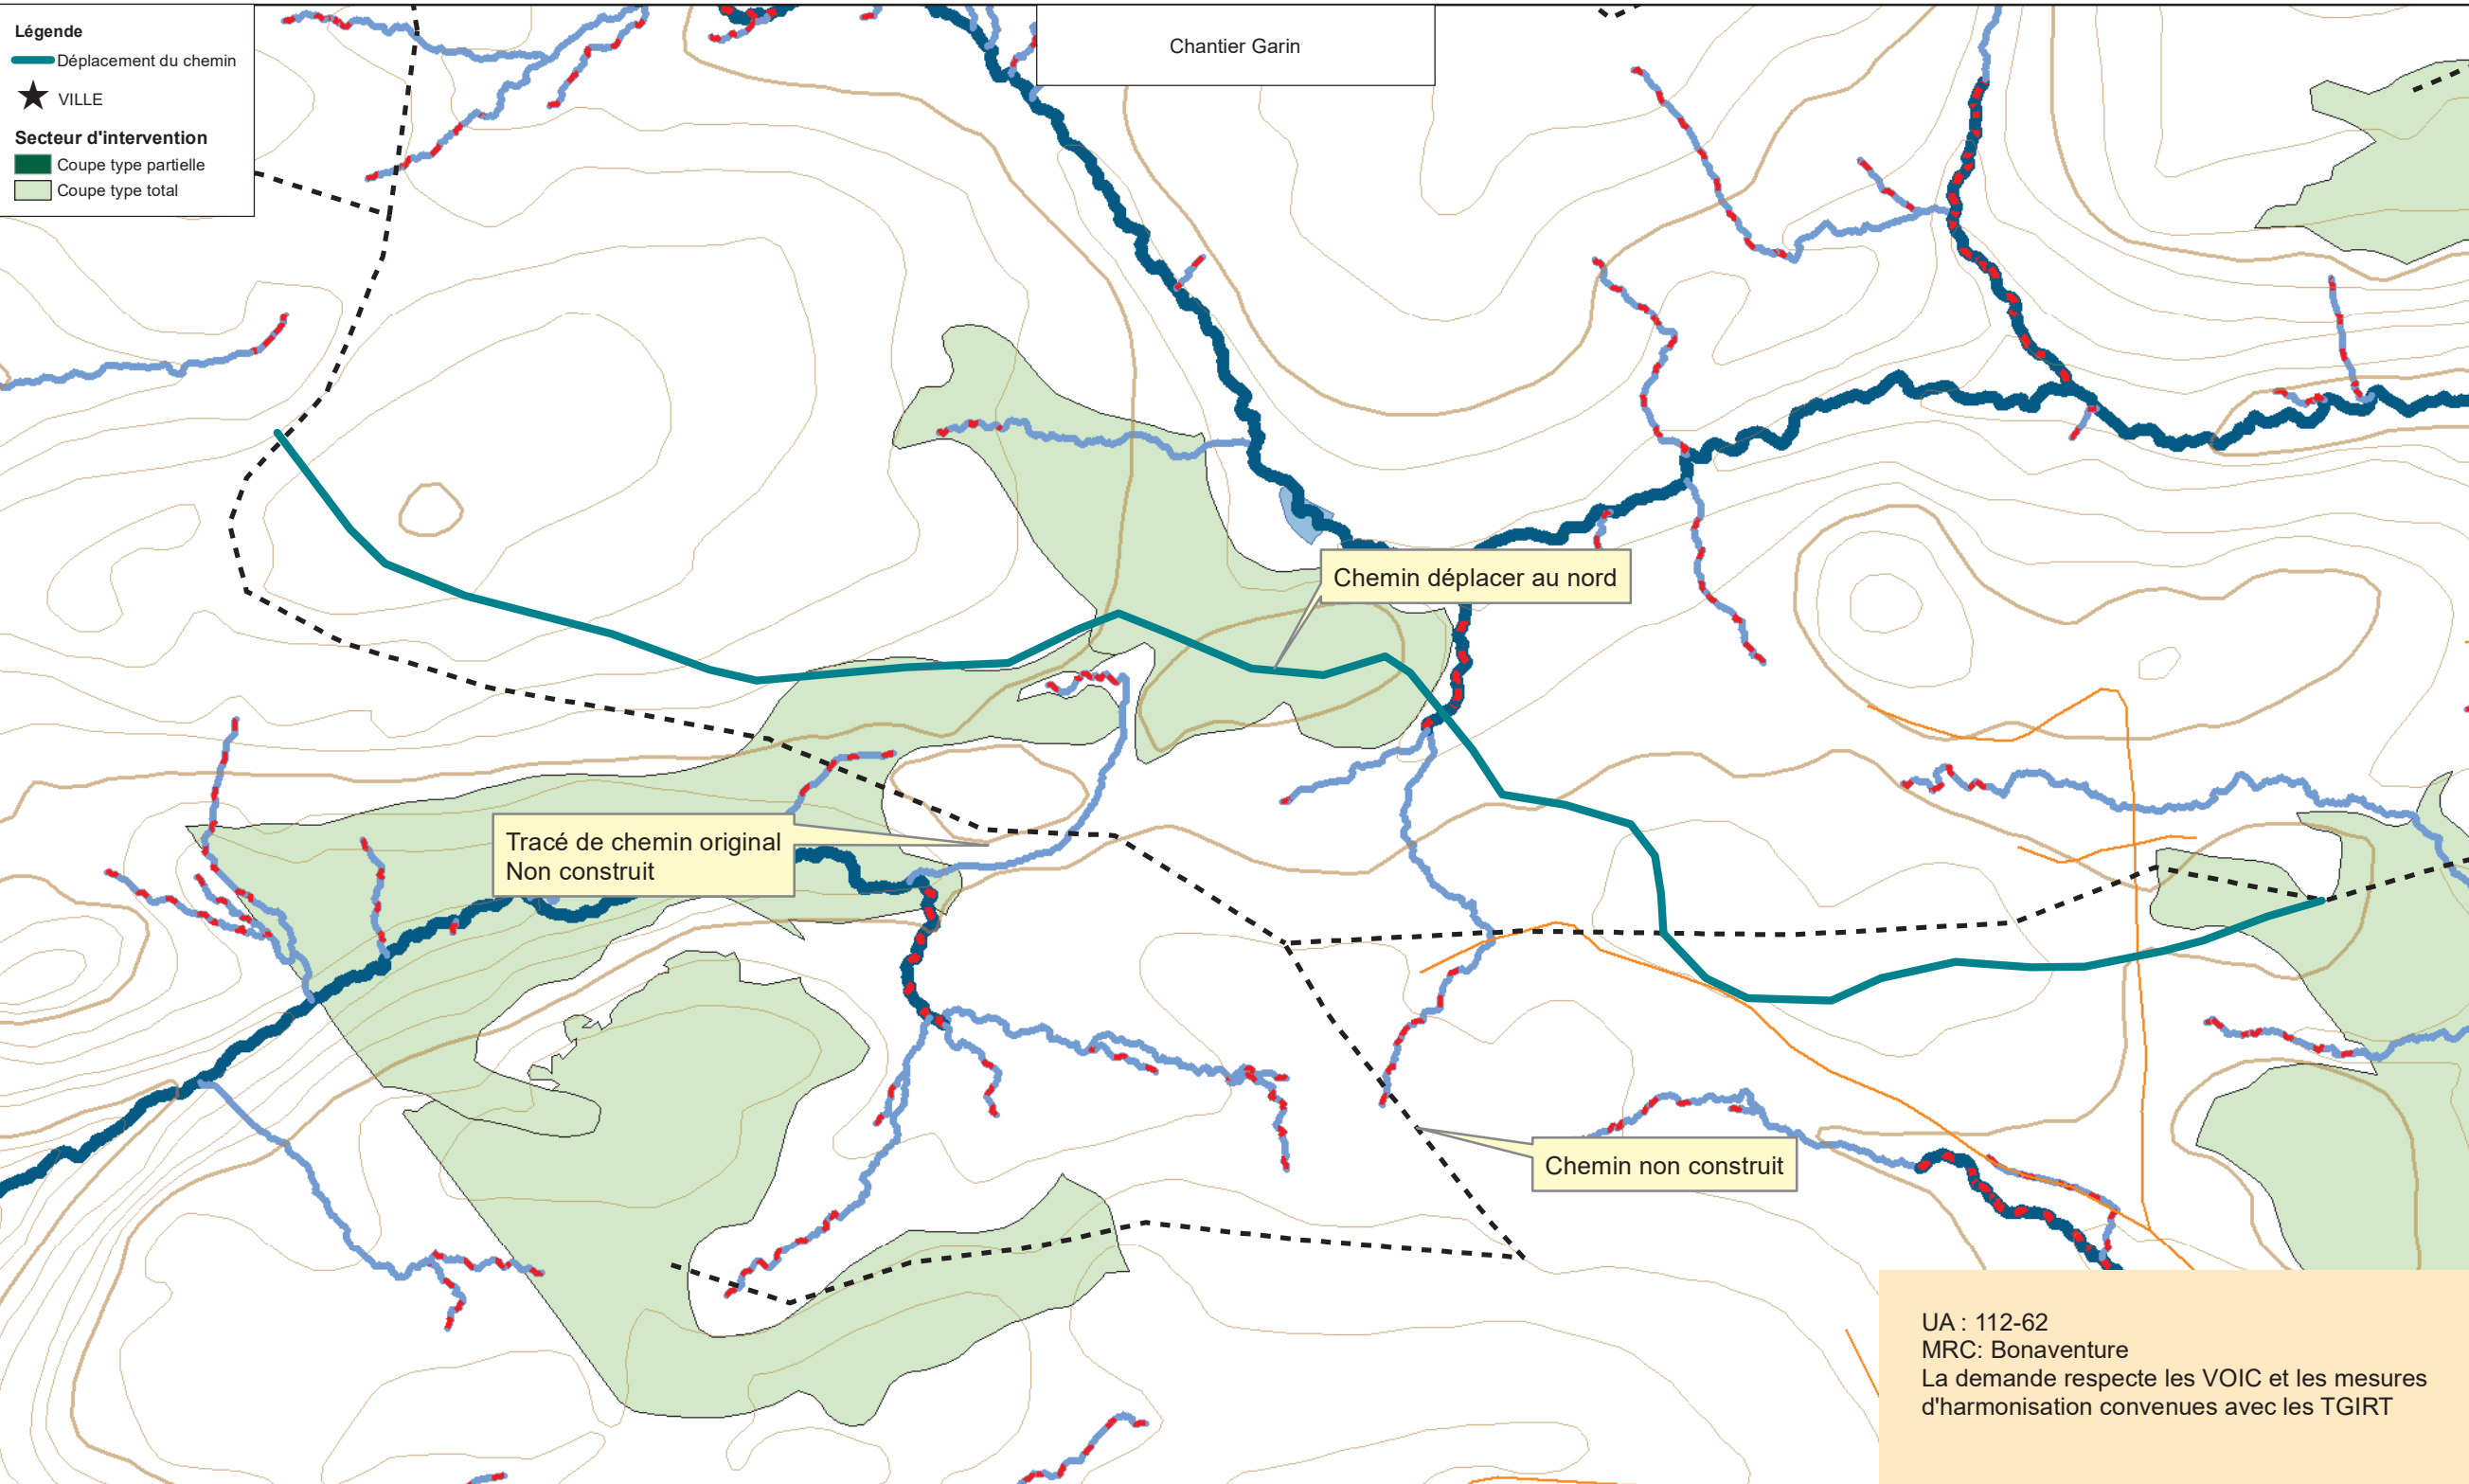 Légende
Déplacement du chemin
VILLE
Secteur d'intervention
Coupe type partielle
Coupe type total
Chantier Garin
Chemin déplacer au nord
Tracé de chemin original
Non construit
Chemin non construit
UA : 112-62
MRC: Bonaventure
La demande respecte les VOIC et les mesures
d'harmonisation convenues avec les TGIRT